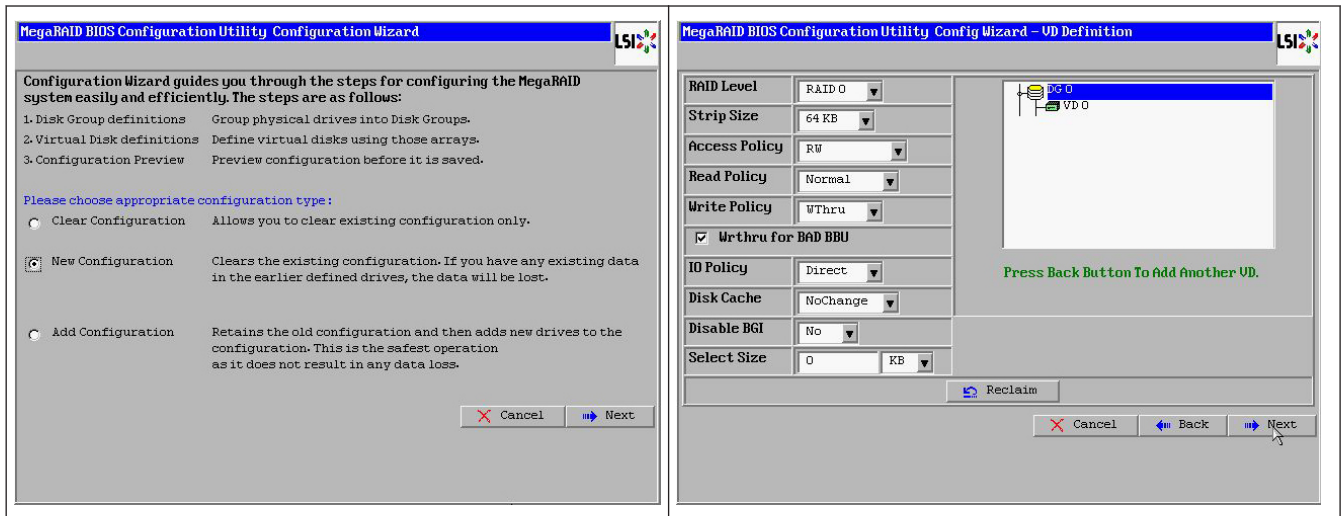 MegaRAID BIOS Configuration Utility Configuration Wizard
LSI
Configuration Wizard guides you through the steps for configuring the MegaRAID
system easily and efficiently. The steps are as follows:
1. Disk Group definitions Group physical drives into Disk Groups.
2. Virtual Disk definitions Define virtual disks using those arrays.
3. Configuration Preview Preview configuration before it is saved.
Please choose appropriate configuration type:
Clear Configuration Allows you to clear existing configuration only.
New Configuration Clears the existing configuration. If you have any existing data
in the earlier defined drives, the data will be lost.
Add Configuration Retains the old configuration and then adds new drives to the
configuration. This is the safest operation
as it does not result in any data loss.
Cancel Next
MegaRAID BIOS Configuration Utility Config Wizard - VD Definition
LSI
RAID Level RAID 0
Strip Size 64 KB
Access Policy RW
Read Policy Normal
Write Policy WThru
Wrthru for BAD BBU
IO Policy Direct
Disk Cache NoChange
Disable BGI No
Select Size 0 KB
DG 0
VD 0
Press Back Button To Add Another VD.
Reclaim
Cancel Back Next